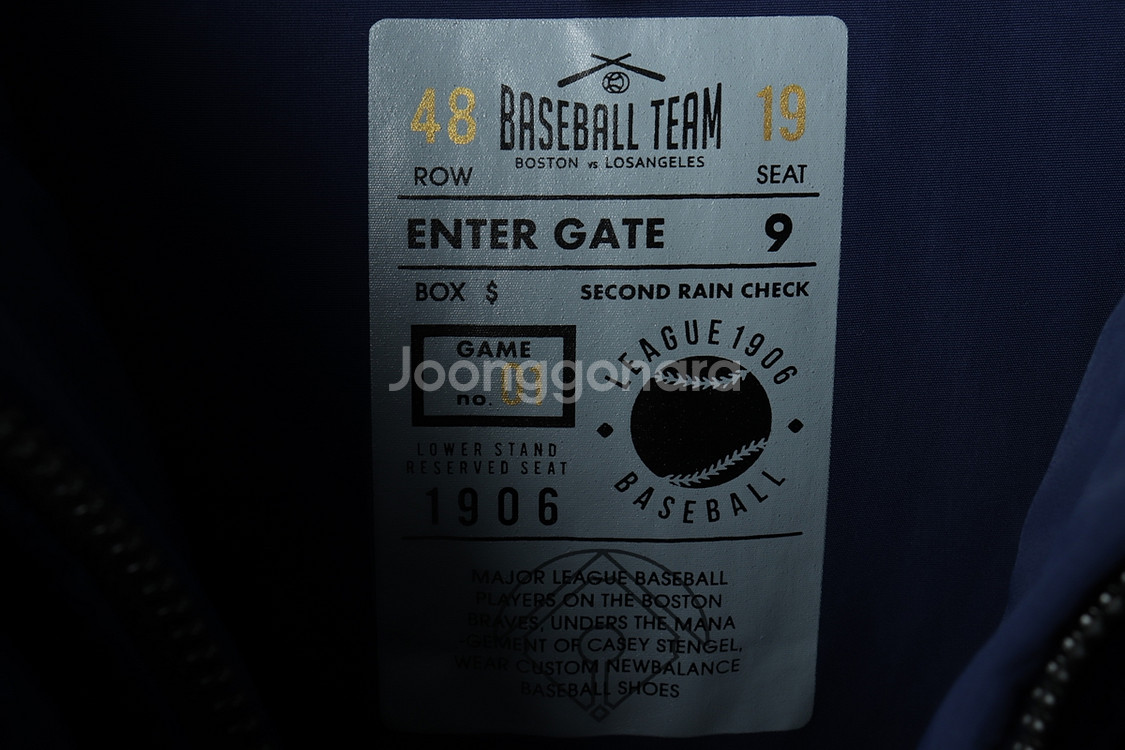 48 BASEBALL TEAM 19
BOSTON vs LOSANGELES
ROW SEAT
ENTER GATE 9
BOX $ SECOND RAIN CHECK
GAME
no. 01
LEAGUE 1906
BASEBALL
Joonggonara
LOWER STAND
RESERVED SEAT
1906
MAJOR LEAGUE BASEBALL
PLAYERS ON THE BOSTON
BRAVES, UNDERS THE MANA
GEMENT OF CASEY STENGEL,
WEAR CUSTOM NEWBALANCE
BASEBALL SHOES